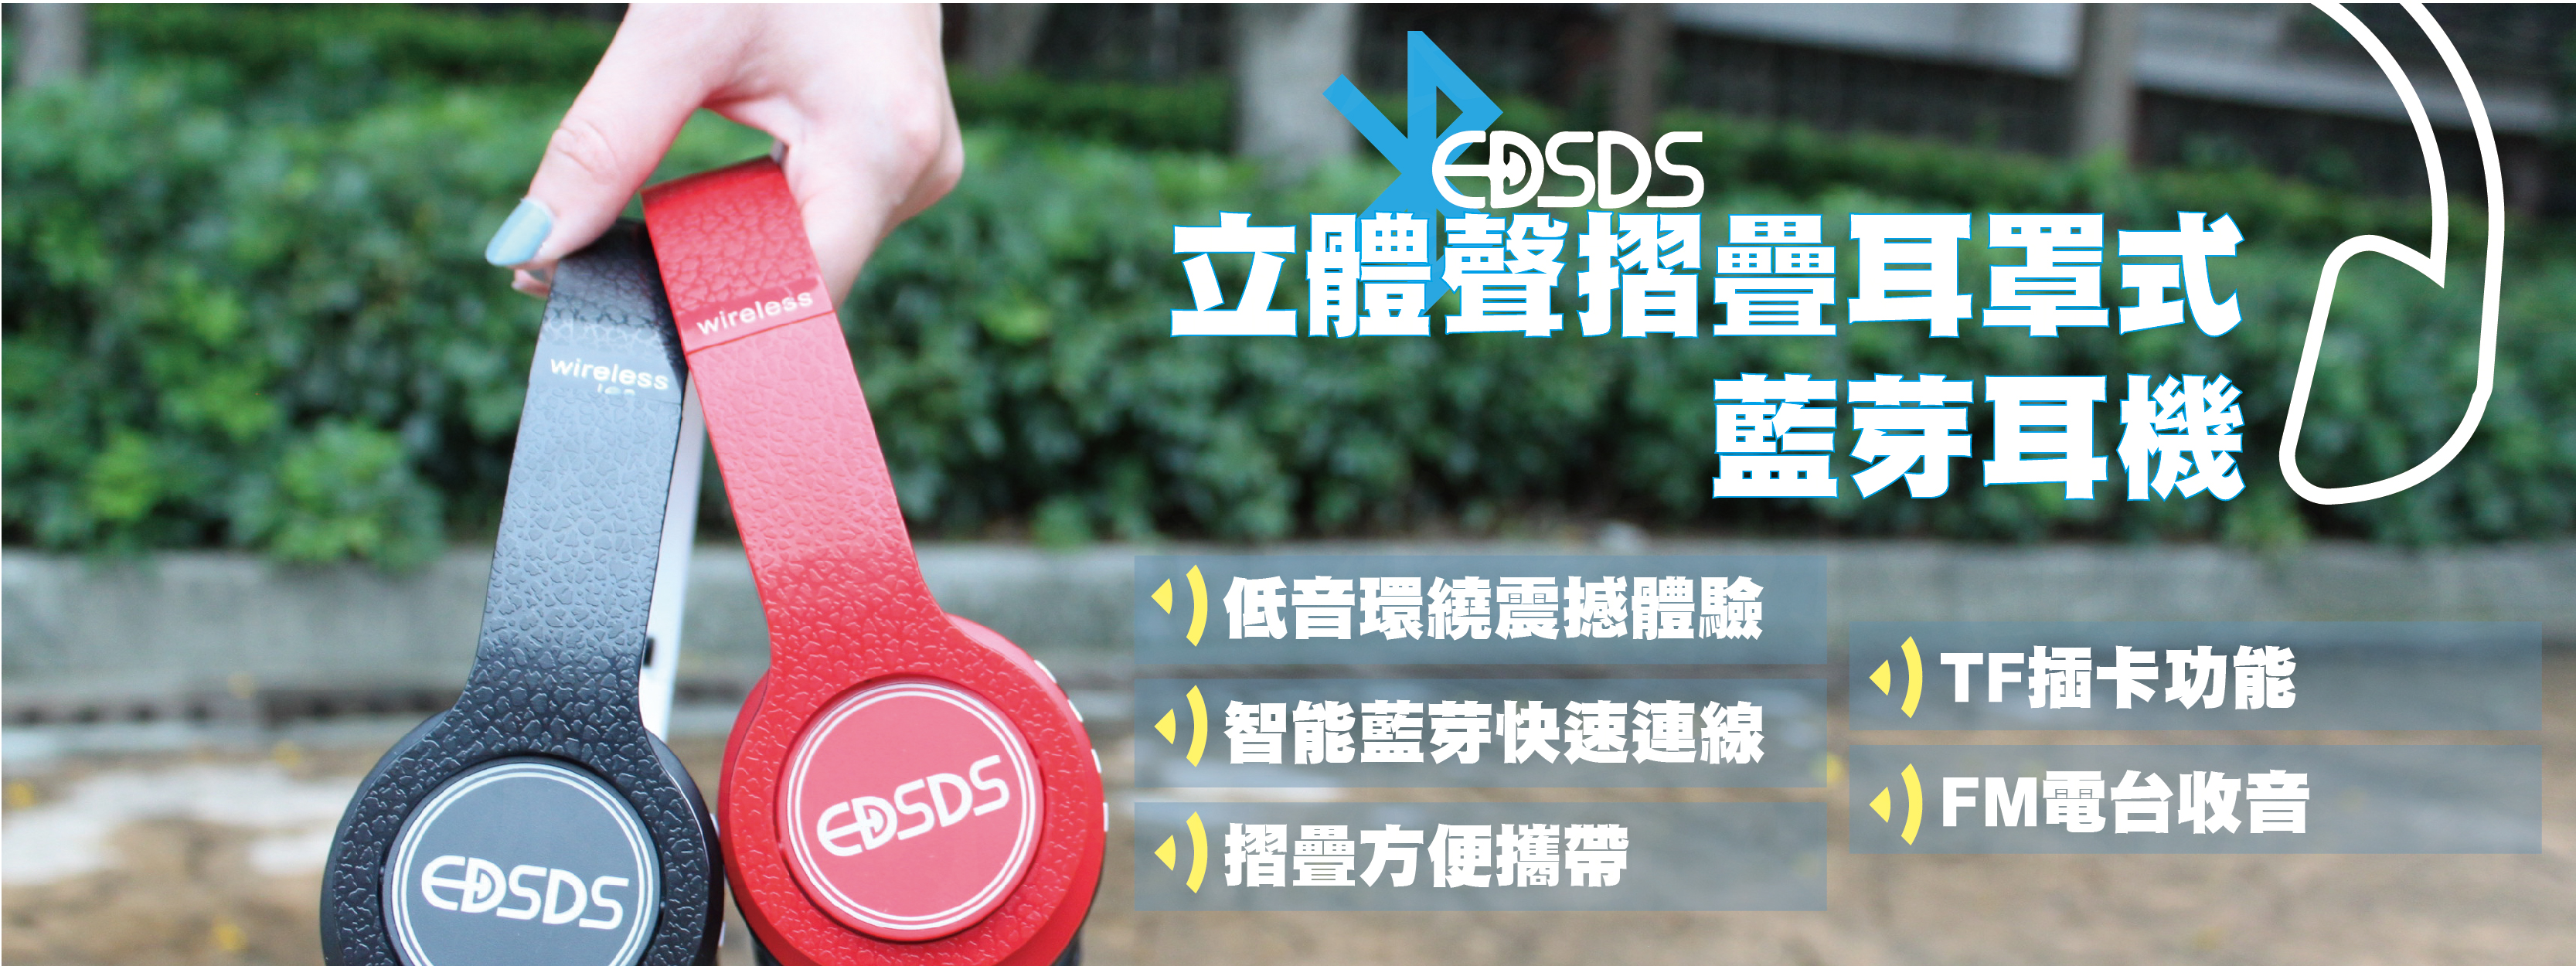 EDSDS
立體聲摺疊耳罩式
藍芽耳機
低音環繞震撼體驗
智能藍芽快速連線
摺疊方便攜帶
TF插卡功能
FM電台收音
wireless
wireless
EDSDS
EDSDS